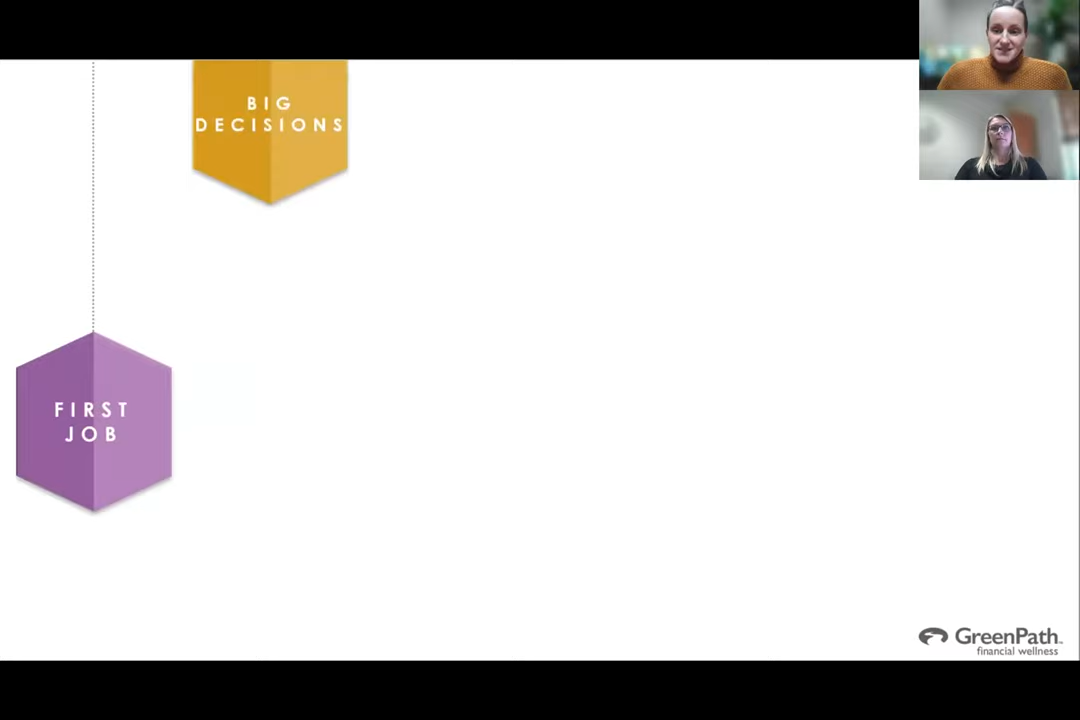 BIG
DECISIONS
FIRST
JOB
GreenPath
financial wellness